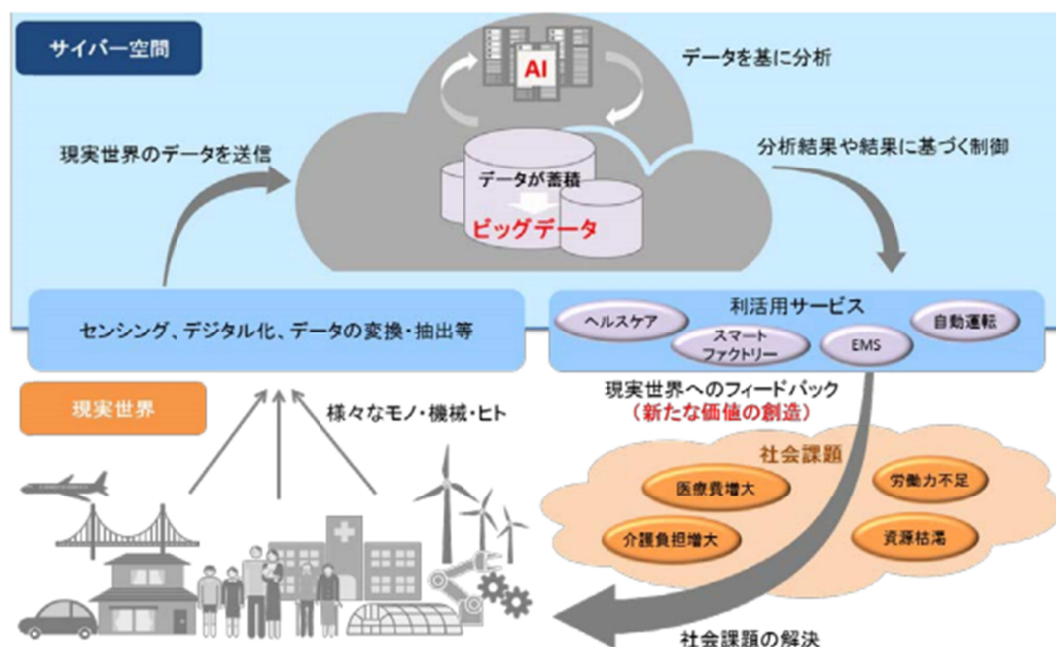 サイバー空間
AI
データを基に分析
現実世界のデータを送信
分析結果や結果に基づく制御
データが蓄積
ビッグデータ
センシング、デジタル化、データの変換・抽出等
利活用サービス
ヘルスケア
スマート
ファクトリー
EMS
自動運転
現実世界
様々なモノ・機械・ヒト
現実世界へのフィードバック
(新たな価値の創造)
社会課題
医療費増大
労働力不足
介護負担増大
資源枯渇
社会課題の解決